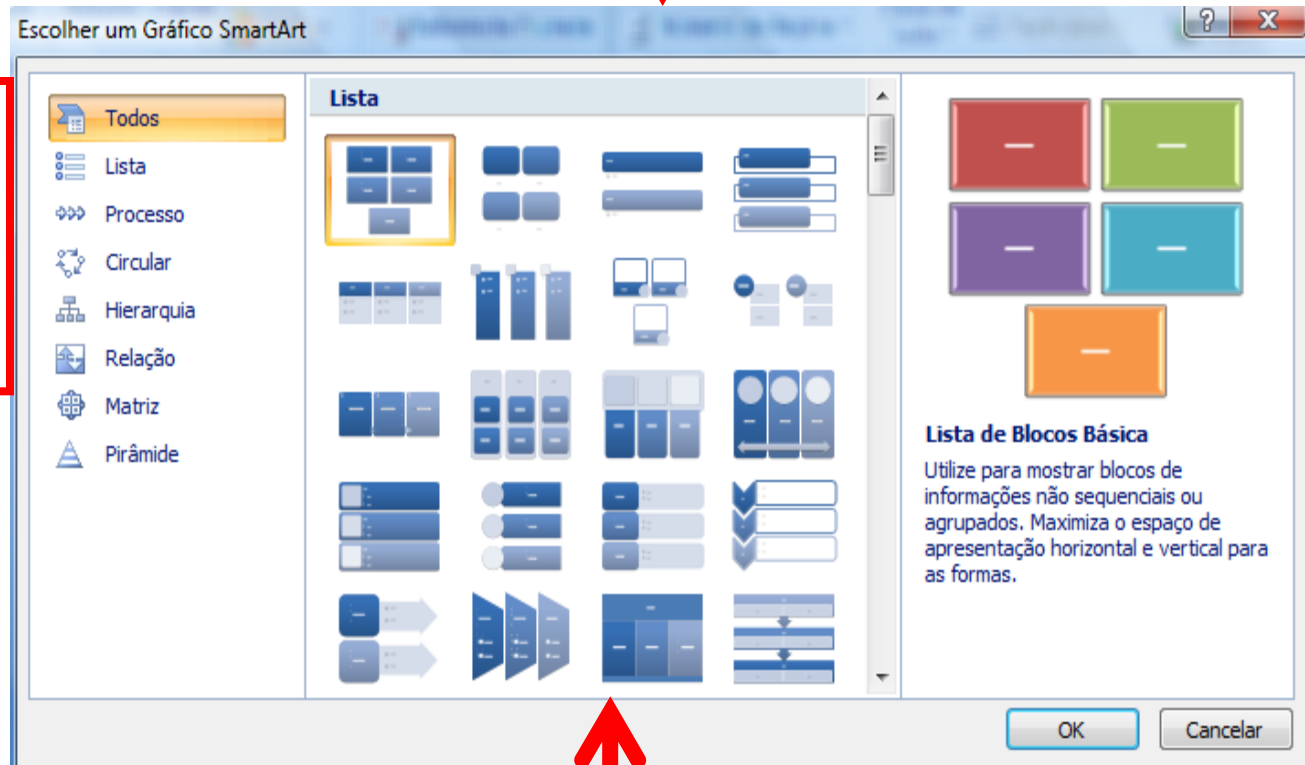 Escolher um Gráfico SmartArt
Todos
Lista
Processo
Circular
Hierarquia
Relação
Matriz
Pirâmide
Lista
Lista de Blocos Básica
Utilize para mostrar blocos de
informações não sequenciais ou
agrupados. Maximiza o espaço de
apresentação horizontal e vertical para
as formas.
OK
Cancelar